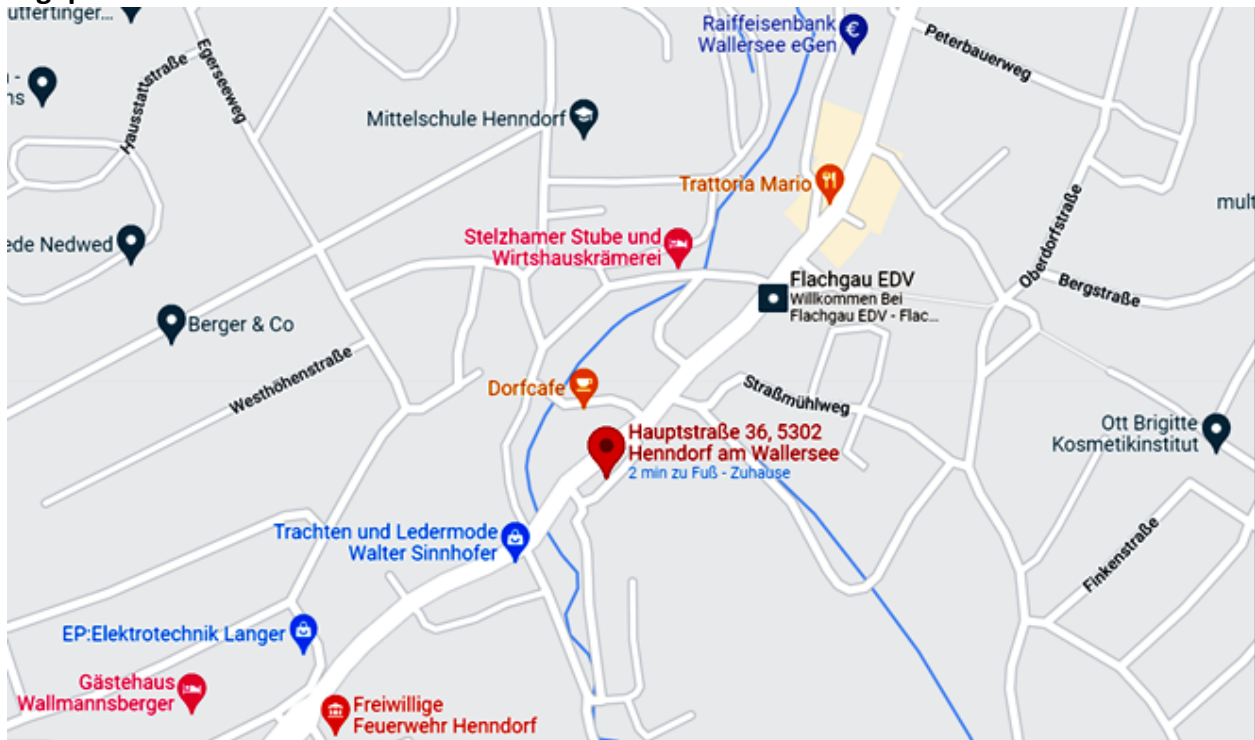 utfertinger...
Raiffeisenbank
Wallersee eGen
Peterbauerweg
Egerseeweg
Hausstattstraße
Mittelschule Henndorf
Trattoria Mario
mult
ede Nedwed
Stelzhamer Stube und
Wirtshauskrämerei
Oberdorfstraße
Bergstraße
Flachgau EDV
Willkommen Bei
Flachgau EDV - Flac...
Berger & Co
Westhöhenstraße
Dorfcafe
Straßmühlweg
Hauptstraße 36, 5302
Henndorf am Wallersee
2 min zu Fuß - Zuhause
Ott Brigitte
Kosmetikinstitut
Trachten und Ledermode
Walter Sinnhofer
Finkenstraße
EP:Elektrotechnik Langer
Gästehaus
Wallmannsberger
Freiwillige
Feuerwehr Henndorf